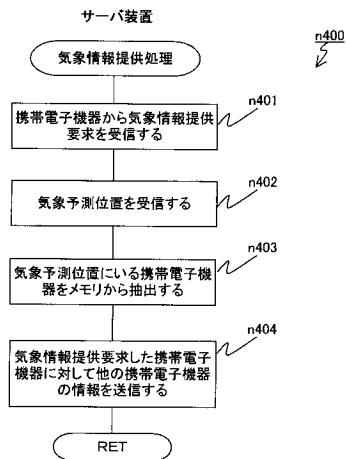 サーバ装置
n400
気象情報提供処理
n401
携帯電子機器から気象情報提供
要求を受信する
n402
気象予測位置を受信する
n403
気象予測位置にいる携帯電子機
器をメモリから抽出する
n404
気象情報提供要求した携帯電子
機器に対して他の携帯電子機器
の情報を送信する
RET